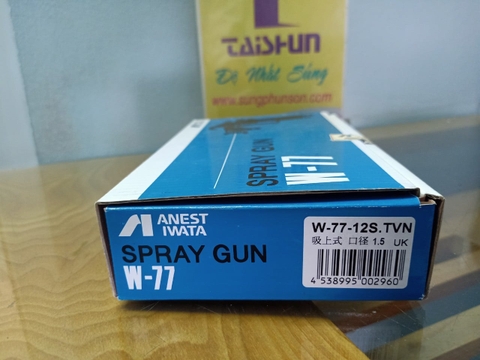 TAISHUN
Độ Nhất Súng
www.sungphunson.com
SPRAY GUN
W-77
ANEST
IWATA
SPRAY GUN
W-77
W-77-12S.TVN
吸上式 口径 1.5 UK
4 538995 002960